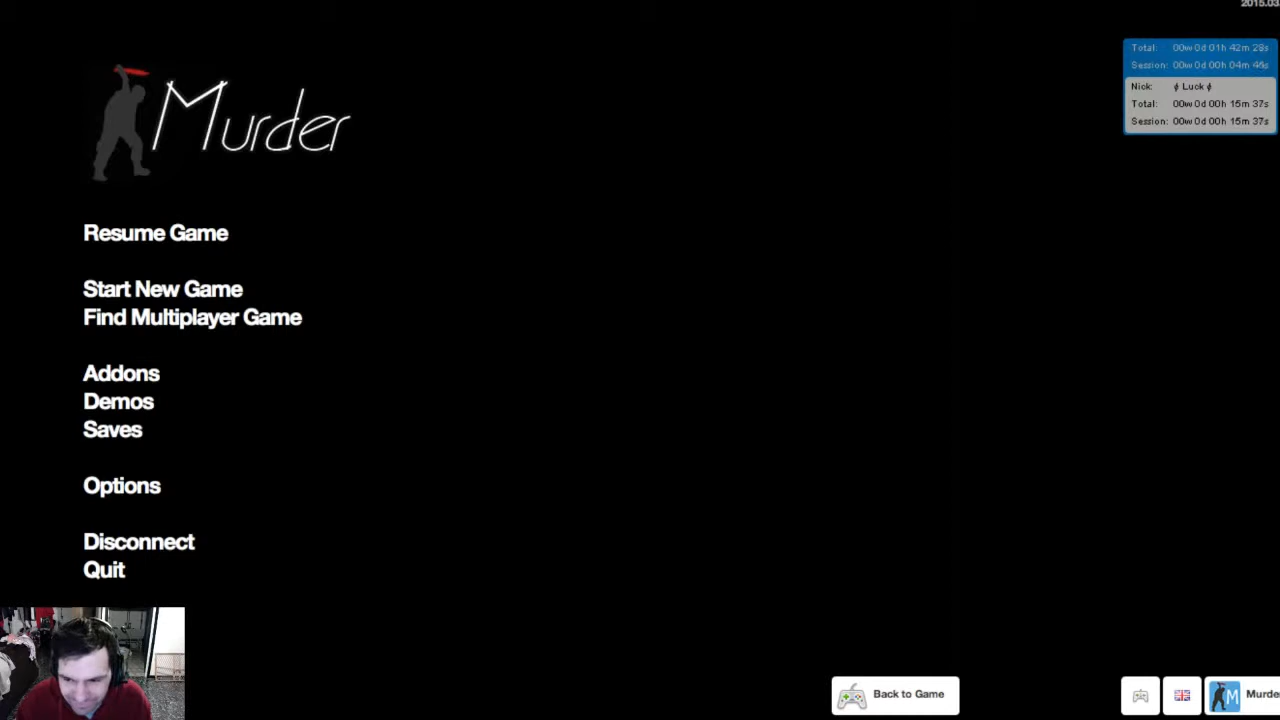 2015.03.
Total: 00w 0d 01h 42m 28s
Session: 00w 0d 00h 04m 46s
Nick: ∮ Luck ∮
Total: 00w 0d 00h 15m 37s
Session: 00w 0d 00h 15m 37s
Murder
Resume Game
Start New Game
Find Multiplayer Game
Addons
Demos
Saves
Options
Disconnect
Quit
Back to Game
M
Murde